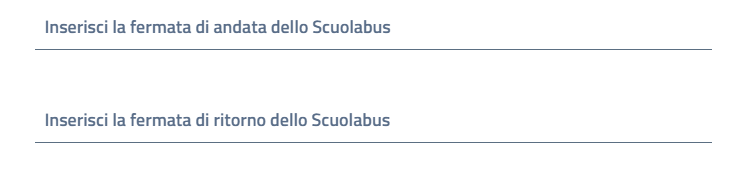 Inserisci la fermata di andata dello Scuolabus
Inserisci la fermata di ritorno dello Scuolabus